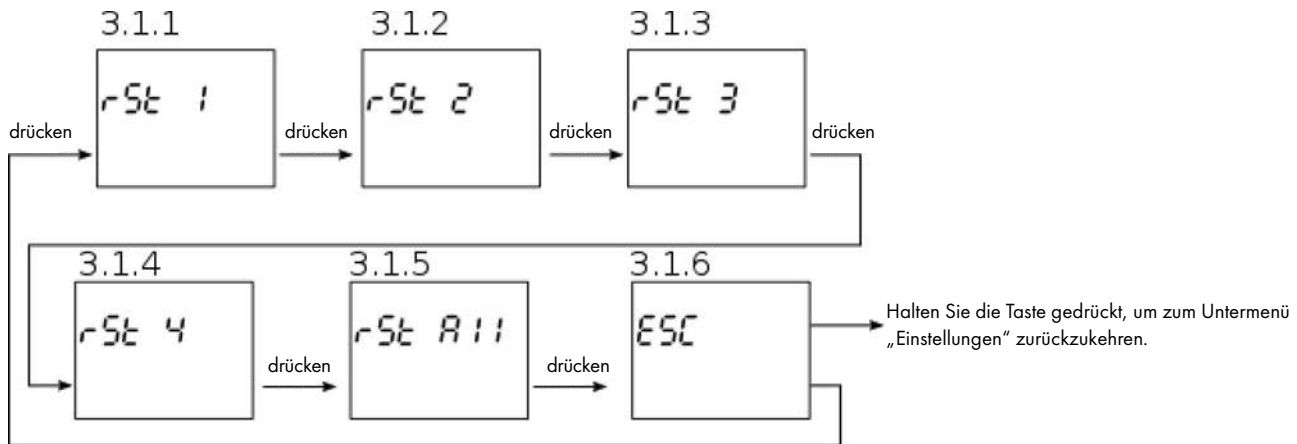 3.1.1
3.1.2
3.1.3
rSt 1
rSt 2
rSt 3
drücken
drücken
drücken
drücken
3.1.4
3.1.5
3.1.6
rSt 4
rSt A11
ESC
drücken
drücken
Halten Sie die Taste gedrückt, um zum Untermenü
„Einstellungen“ zurückzukehren.